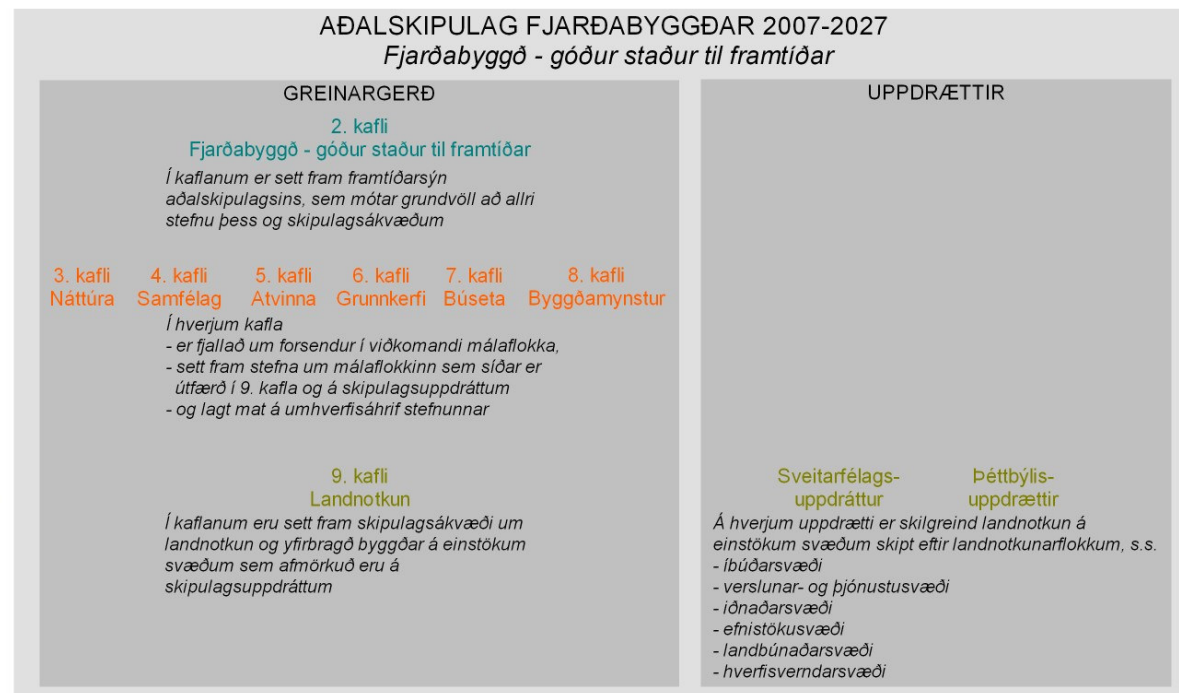 AÐALSKIPULAG FJARÐABYGGÐAR 2007-2027
Fjarðabyggð - góður staður til framtíðar
GREINARGERÐ
2. kafli
Fjarðabyggð - góður staður til framtíðar
Í kaflanum er sett fram framtíðarsýn
aðalskipulagsins, sem mótar grundvöll að allri
stefnu þess og skipulagsákvæðum
3. kafli 4. kafli 5. kafli 6. kafli 7. kafli 8. kafli
Náttúra Samfélag Atvinna Grunnkerfi Búseta Byggðamynstur
Í hverjum kafla
- er fjallað um forsendur í viðkomandi málaflokka,
- sett fram stefna um málaflokkinn sem síðar er
útfærð í 9. kafla og á skipulagsuppdráttum
- og lagt mat á umhverfisáhrif stefnunnar
9. kafli
Landnotkun
Í kaflanum eru sett fram skipulagsákvæði um
landnotkun og yfirbragð byggðar á einstökum
svæðum sem afmörkuð eru á
skipulagsuppdráttum
UPPDRÆTTIR
Sveitarfélags- Þéttbýlis-
uppdráttur uppdrættir
Á hverjum uppdrætti er skilgreind landnotkun á
einstökum svæðum skipt eftir landnotkunarflokkum, s.s.
- íbúðarsvæði
- verslunar- og þjónustusvæði
- iðnaðarsvæði
- efnistökusvæði
- landbúnaðarsvæði
- hverfisverndarsvæði